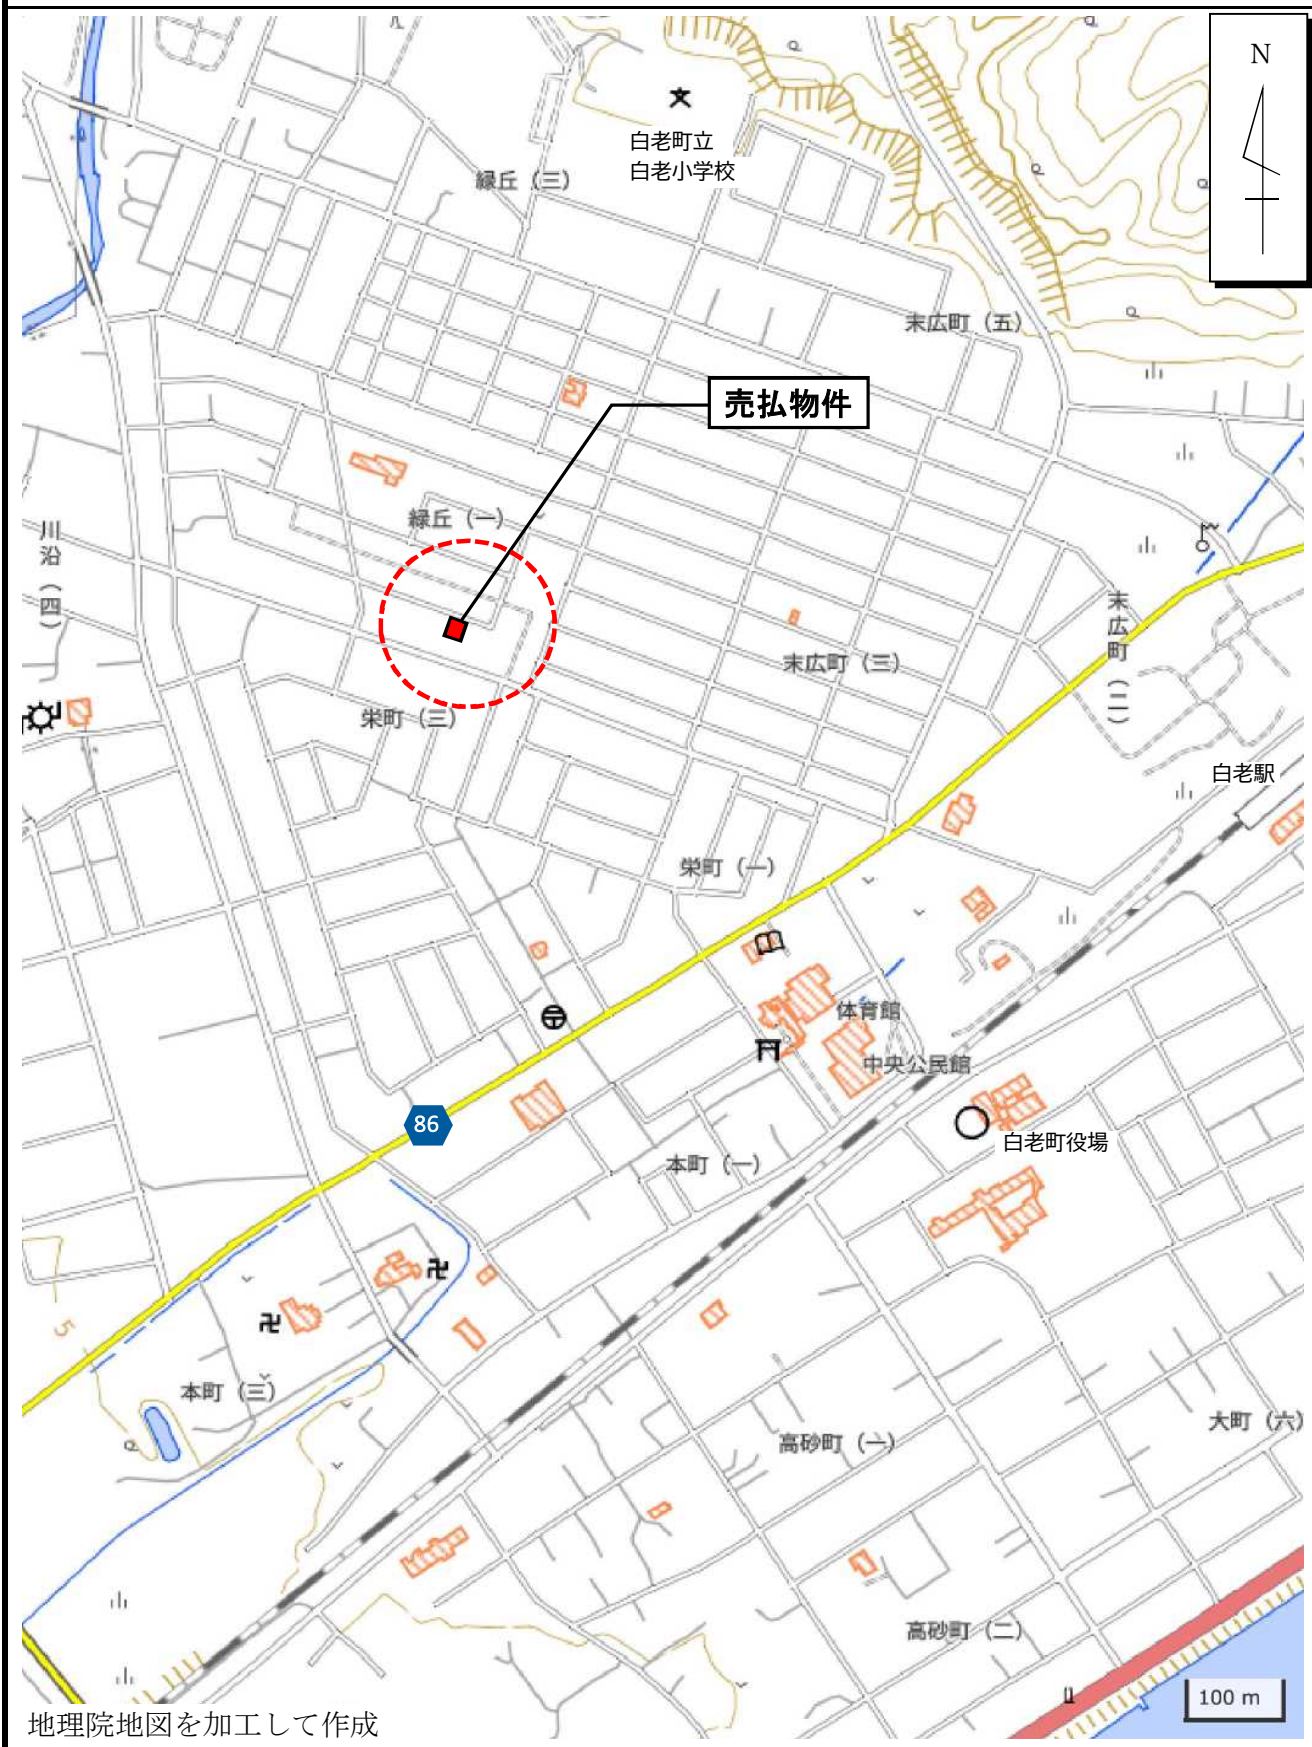 N
白老町立
白老小学校
緑丘（三）
末広町（五）
売払物件
緑丘（一）
川沿（四）
末広町（二）
末広町（三）
栄町（三）
白老駅
栄町（一）
体育館
中央公民館
86
白老町役場
本町（一）
5
本町（三）
大町（六）
高砂町（一）
高砂町（二）
100 m
地理院地図を加工して作成